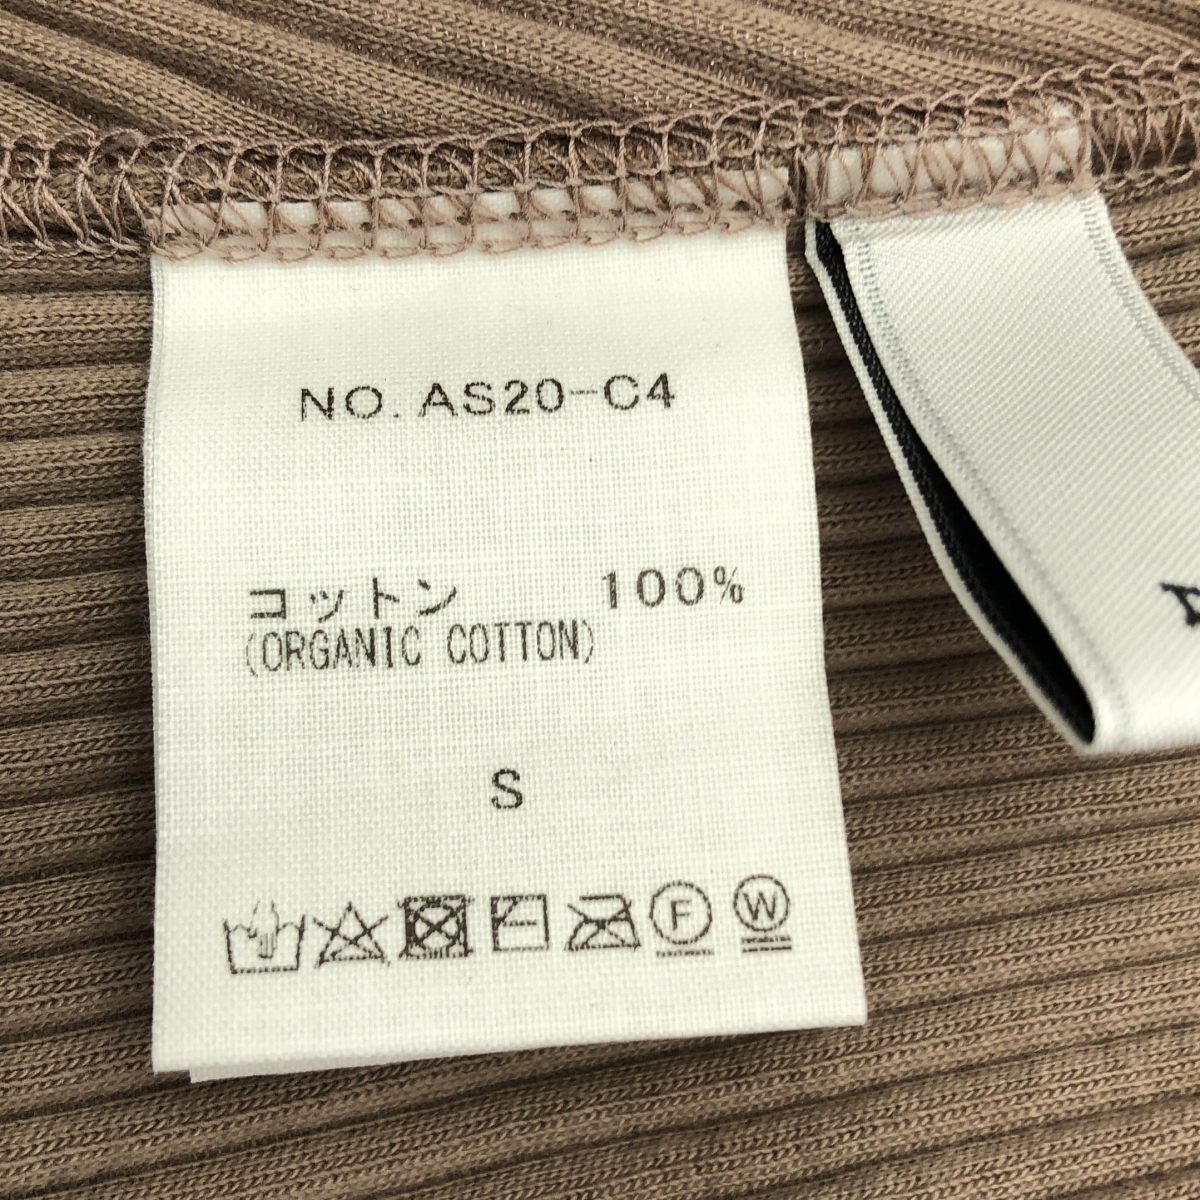 NO. AS20-C4
コットン 100%
(ORGANIC COTTON)
S
F W